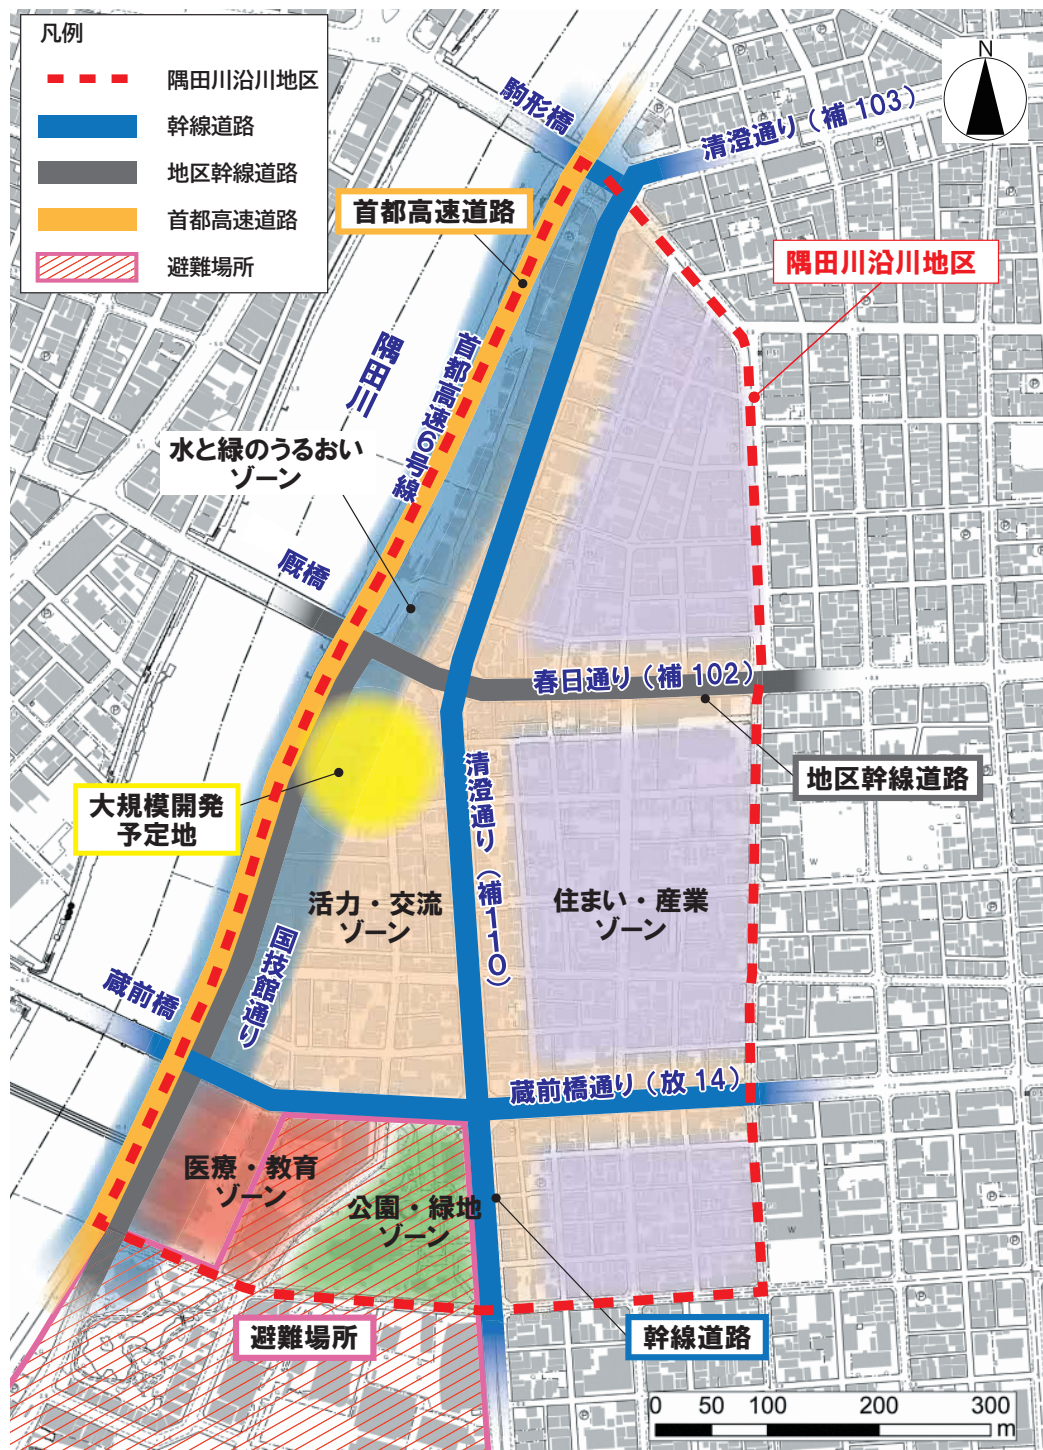 凡例
隅田川沿川地区
幹線道路
地区幹線道路
首都高速道路
避難場所
N
駒形橋
清澄通り（補 103）
首都高速道路
隅田川沿川地区
隅田川
首都高速6号線
水と緑のうるおい
ゾーン
厩橋
春日通り（補 102）
地区幹線道路
大規模開発
予定地
清澄通り（補110）
活力・交流
ゾーン
住まい・産業
ゾーン
国技館通り
蔵前橋
蔵前橋通り（放 14）
医療・教育
ゾーン
公園・緑地
ゾーン
避難場所
幹線道路
0 50 100 200 300
m